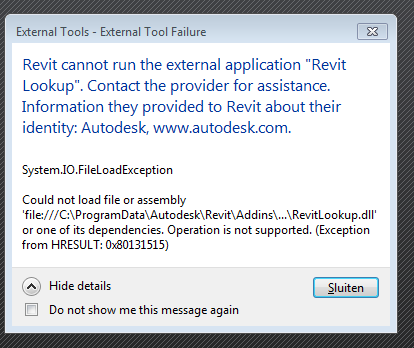 External Tools - External Tool Failure
Revit cannot run the external application "Revit
Lookup". Contact the provider for assistance.
Information they provided to Revit about their
identity: Autodesk, www.autodesk.com.
System.IO.FileLoadException
Could not load file or assembly
'file:///C:\ProgramData\Autodesk\Revit\Addins\...\RevitLookup.dll'
or one of its dependencies. Operation is not supported. (Exception
from HRESULT: 0x80131515)
Hide details
Sluiten
Do not show me this message again